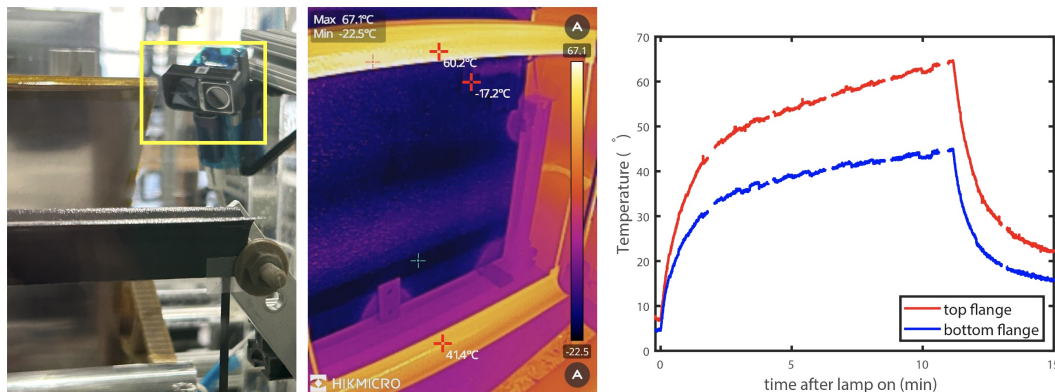 Max 67.1°C
Min -22.5°C
A
67.1
60.2°C
-17.2°C
41.4°C
-22.5
A
HIKMICRO
Temperature ( ° )
70
60
50
40
30
20
10
0
0
5
10
15
top flange
bottom flange
time after lamp on (min)